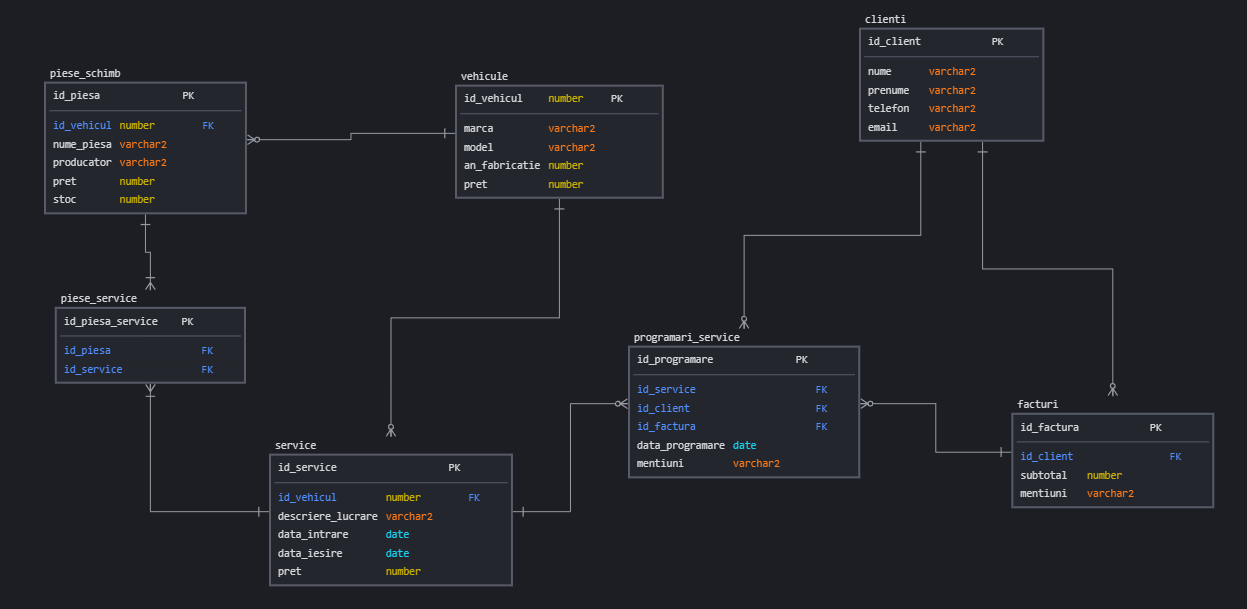 clienti
id_client PK
nume varchar2
prenume varchar2
telefon varchar2
email varchar2
piese_schimb
id_piesa PK
id_vehicul number FK
nume_piesa varchar2
producator varchar2
pret number
stoc number
vehicule
id_vehicul number PK
marca varchar2
model varchar2
an_fabricatie number
pret number
piese_service
id_piesa_service PK
id_piesa FK
id_service FK
programari_service
id_programare PK
id_service FK
id_client FK
id_factura FK
data_programare date
mentiuni varchar2
facturi
id_factura PK
id_client FK
subtotal number
mentiuni varchar2
service
id_service PK
id_vehicul number FK
descriere_lucrare varchar2
data_intrare date
data_iesire date
pret number